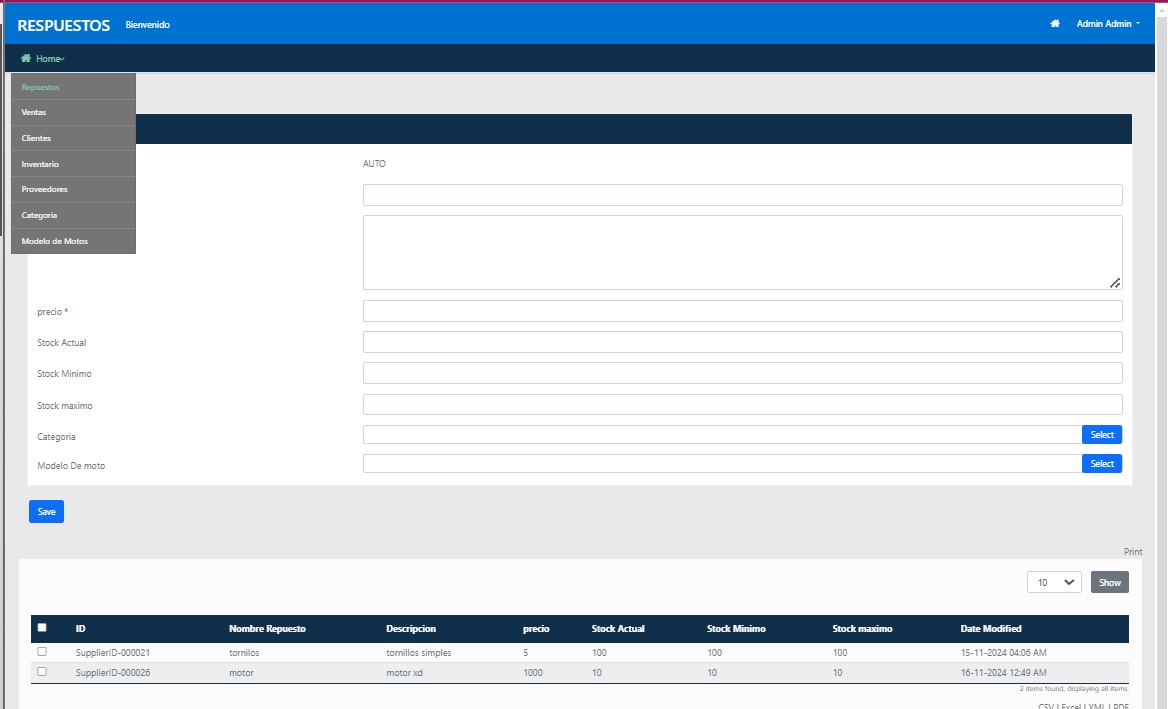 RESPUESTOS Bienvenido Admin Admin
Home
Repuestos
Ventas
Clientes
Inventario
Proveedores
Categoria
Modelo de Motos
AUTO
precio *
Stock Actual
Stock Minimo
Stock maximo
Categoria Select
Modelo De moto Select
Save
Print
10 Show
ID Nombre Repuesto Descripcion precio Stock Actual Stock Minimo Stock maximo Date Modified
SupplierID-000021 tornilos tornillos simples 5 100 100 100 15-11-2024 04:06 AM
SupplierID-000026 motor motor xd 1000 10 10 10 16-11-2024 12:49 AM
2 items found, displaying all items.
CSV | Excel | XML | PDF